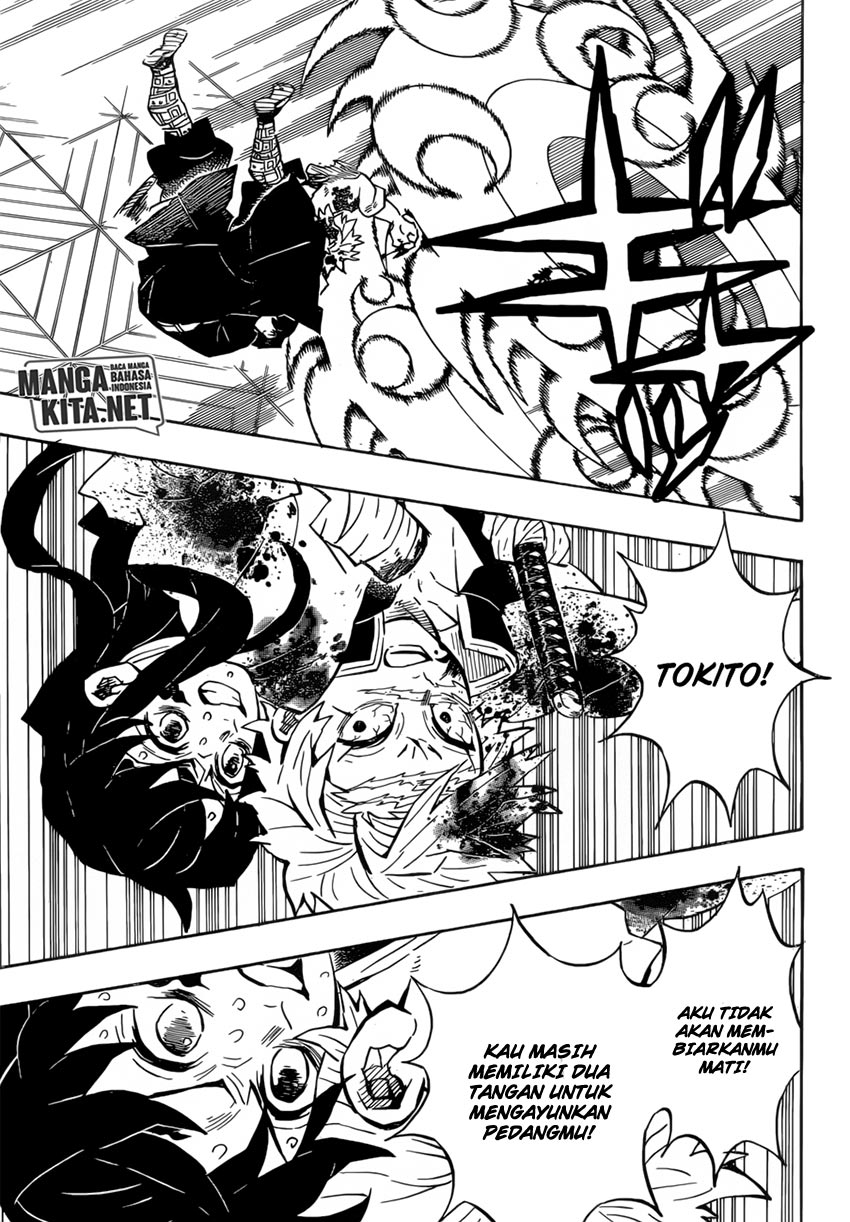 MANGA
KITA.NET
BACA MANGA
BAHASA
INDONESIA
TOKITO!
AKU TIDAK
AKAN MEM-
BIARKANMU
MATI!
KAU MASIH
MEMILIKI DUA
TANGAN UNTUK
MENGAYUNKAN
PEDANGMU!